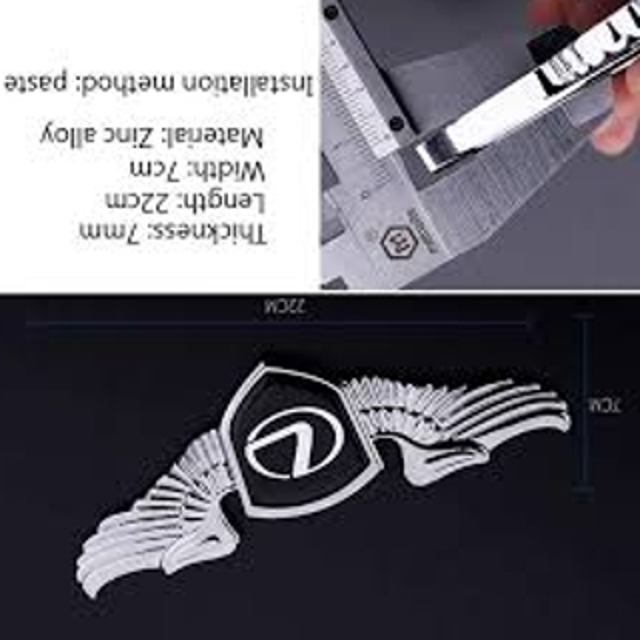 7CM
22CM
Thickness: 7mm
Length: 22cm
Width: 7cm
Material: Zinc alloy
Installation method: paste